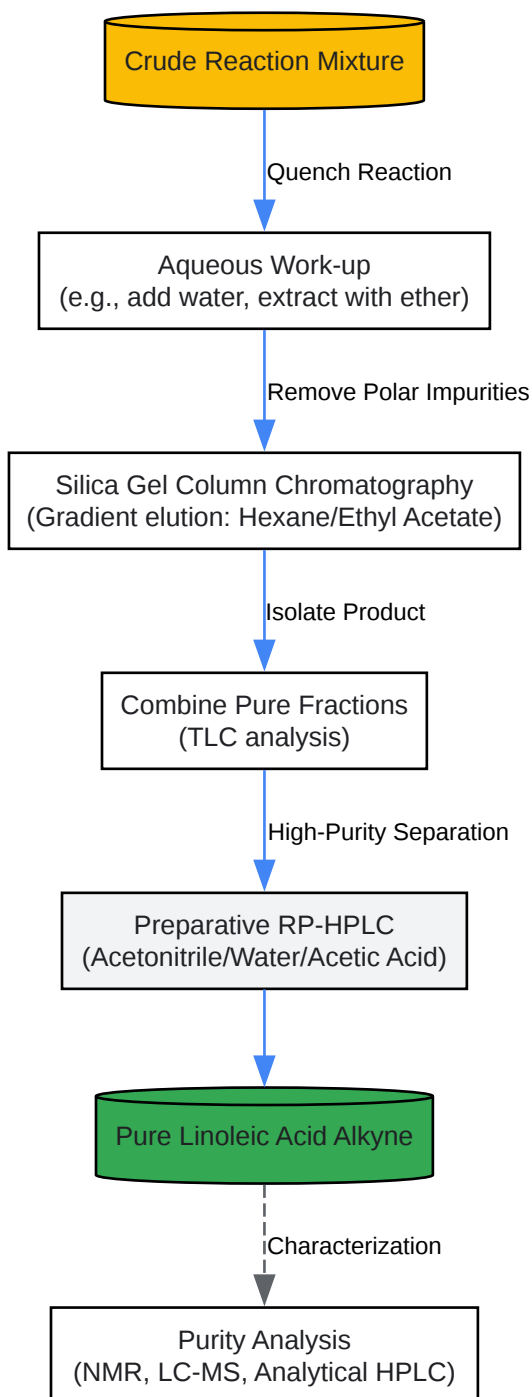 Crude Reaction Mixture
Quench Reaction
Aqueous Work-up
(e.g., add water, extract with ether)
Remove Polar Impurities
Silica Gel Column Chromatography
(Gradient elution: Hexane/Ethyl Acetate)
Isolate Product
Combine Pure Fractions
(TLC analysis)
High-Purity Separation
Preparative RP-HPLC
(Acetonitrile/Water/Acetic Acid)
Pure Linoleic Acid Alkyne
Characterization
Purity Analysis
(NMR, LC-MS, Analytical HPLC)